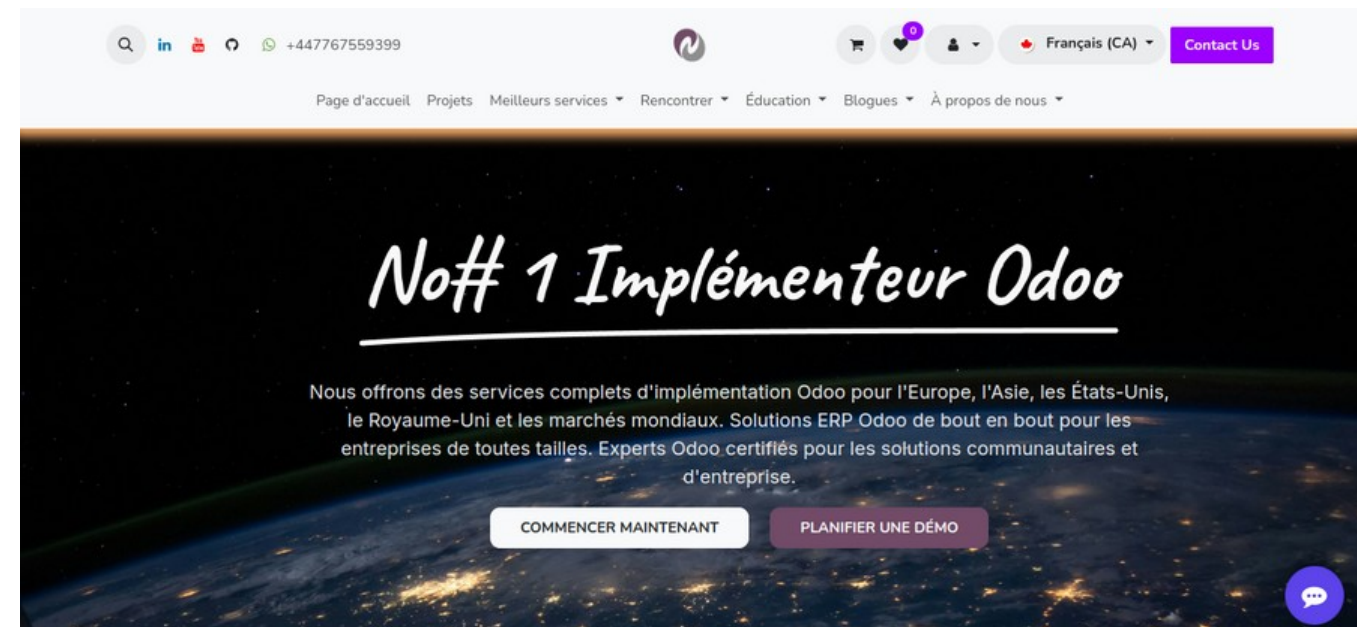 in You Tube +447767559399 0 Français (CA) Contact Us
Page d'accueil Projets Meilleurs services Rencontrer Éducation Blogues À propos de nous
No# 1 Implémenteur Odoo
Nous offrons des services complets d'implémentation Odoo pour l'Europe, l'Asie, les États-Unis,
le Royaume-Uni et les marchés mondiaux. Solutions ERP Odoo de bout en bout pour les
entreprises de toutes tailles. Experts Odoo certifiés pour les solutions communautaires et
d'entreprise.
COMMENCER MAINTENANT PLANIFIER UNE DÉMO